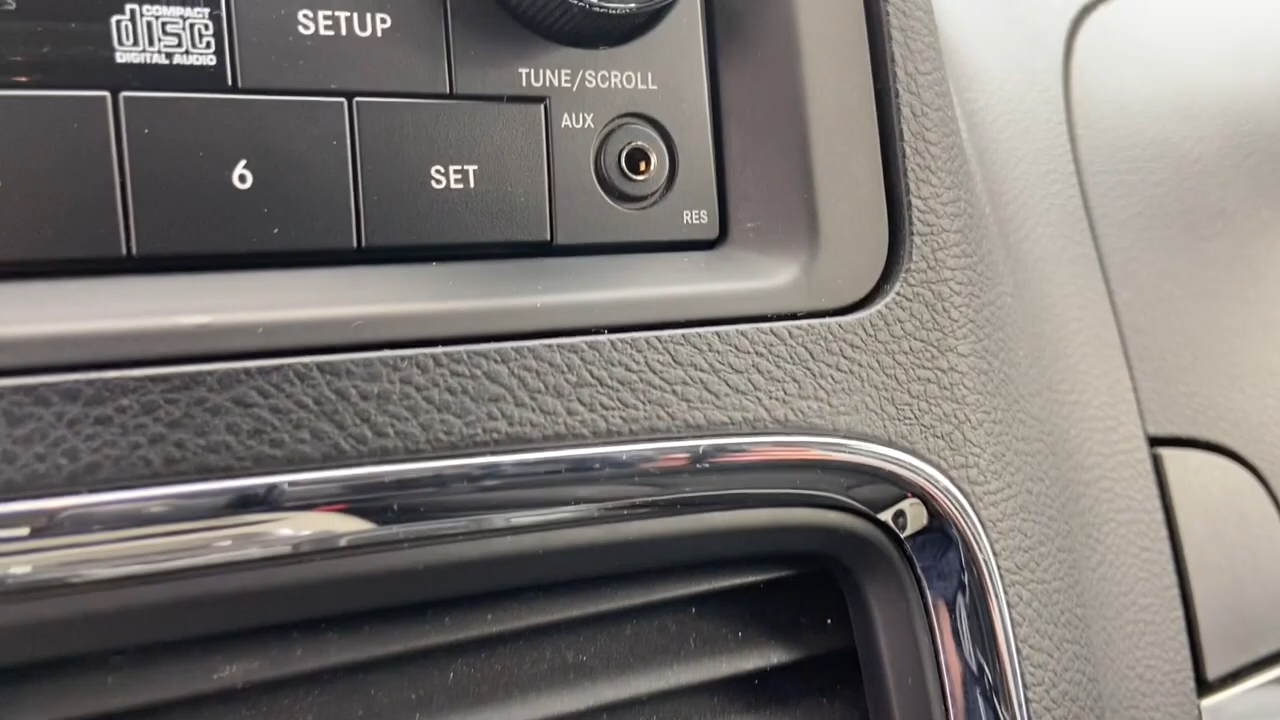 COMPACT
disc
DIGITAL AUDIO
SETUP
TUNE/SCROLL
AUX
6
SET
RES